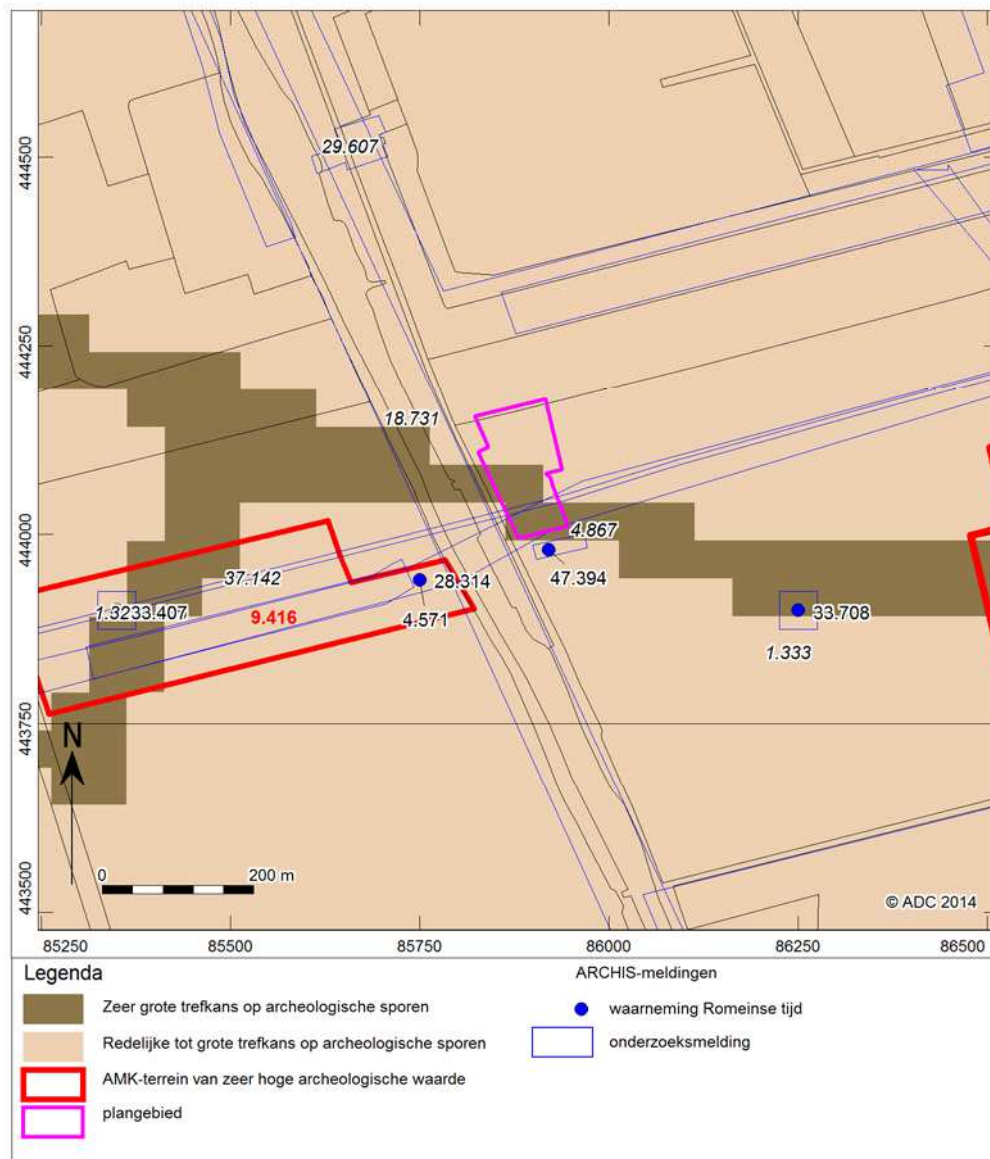 29.607
444500
444250
18.731
444000
4.867
47.394
37.142
28.314
1.3233.407
9.416
4.571
33.708
1.333
443750
N
0 200 m
443500
© ADC 2014
85250 85500 85750 86000 86250 86500
Legenda
Zeer grote trefkans op archeologische sporen
Redelijke tot grote trefkans op archeologische sporen
AMK-terrein van zeer hoge archeologische waarde
plangebied
ARCHIS-meldingen
waarneming Romeinse tijd
onderzoeksmelding